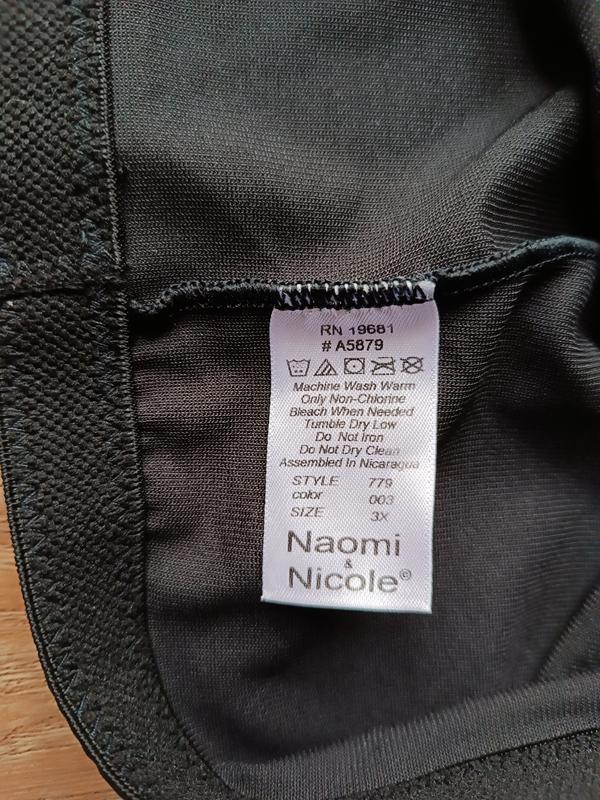 RN 19681
# A5879
Machine Wash Warm
Only Non-Chlorine
Bleach When Needed
Tumble Dry Low
Do Not Iron
Do Not Dry Clean
Assembled In Nicaragua
STYLE 779
color 003
SIZE 3X
Naomi
&
Nicole®